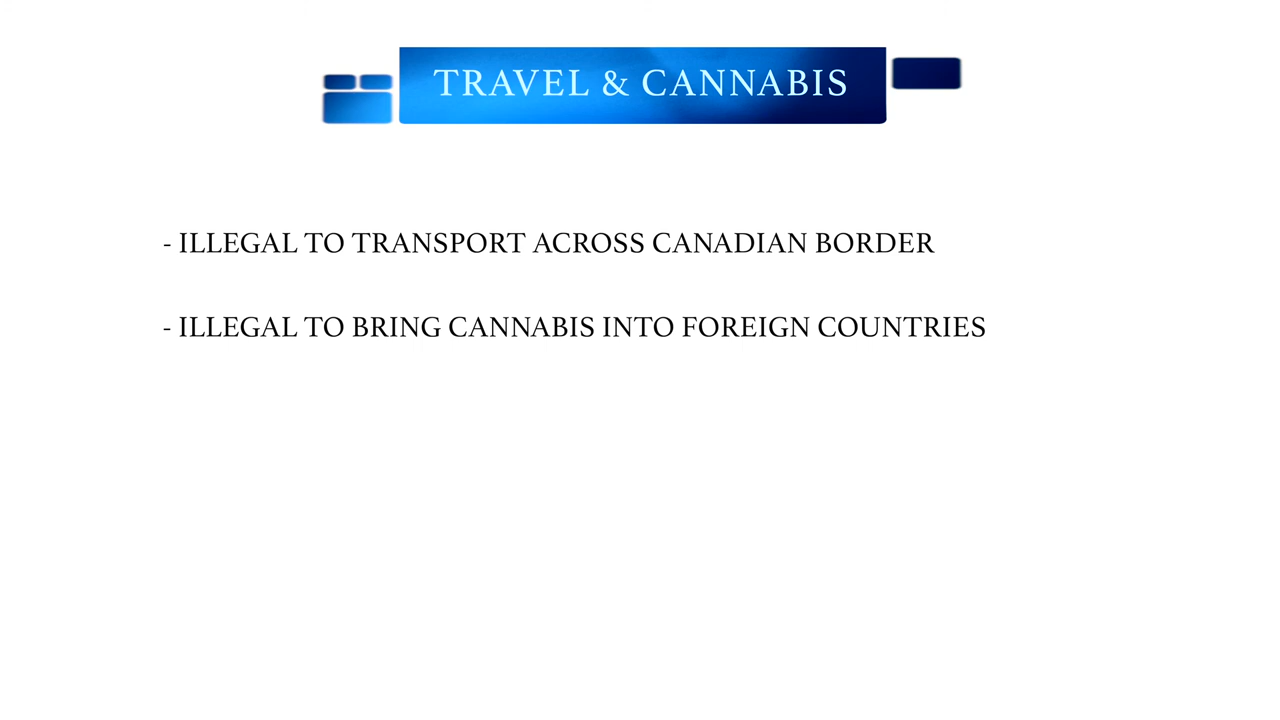 TRAVEL & CANNABIS
- ILLEGAL TO TRANSPORT ACROSS CANADIAN BORDER
- ILLEGAL TO BRING CANNABIS INTO FOREIGN COUNTRIES